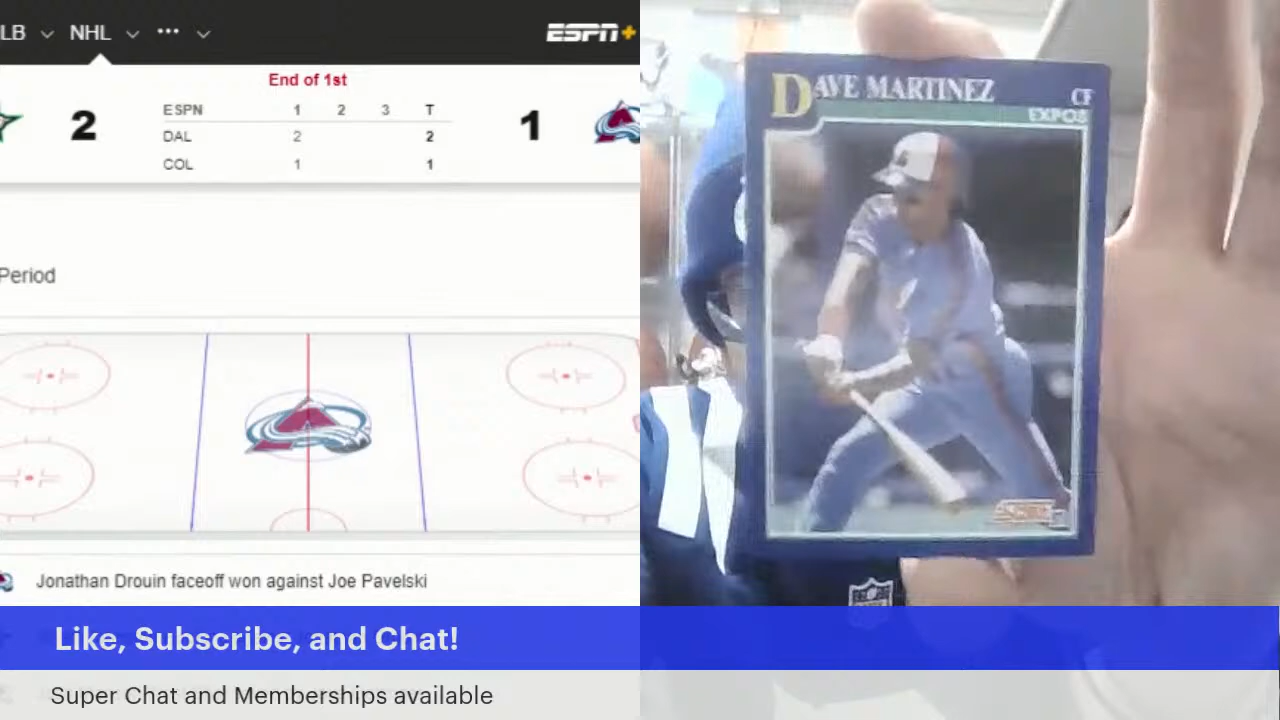 LB NHL ••• ESPN+
End of 1st
2 ESPN 1 2 3 T 1
DAL 2 2
COL 1 1
Period
Jonathan Drouin faceoff won against Joe Pavelski
DAVE MARTINEZ
CF
EXPOS
SCORE
NFL
Like, Subscribe, and Chat!
Super Chat and Memberships available